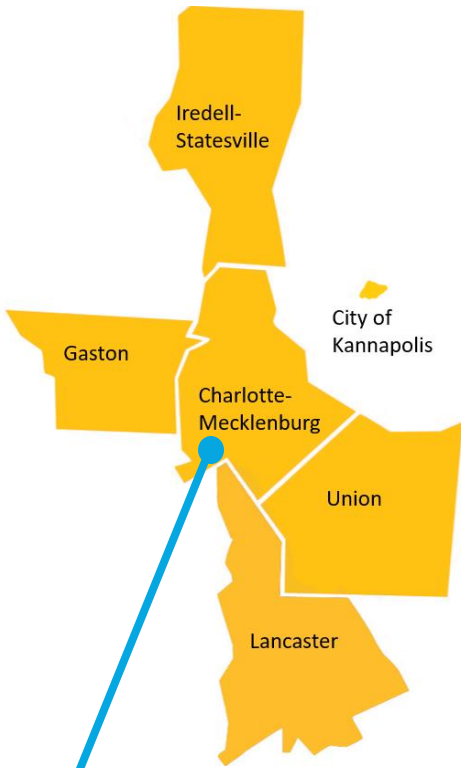 Iredell-
Statesville
City of
Kannapolis
Gaston
Charlotte-
Mecklenburg
Union
Lancaster